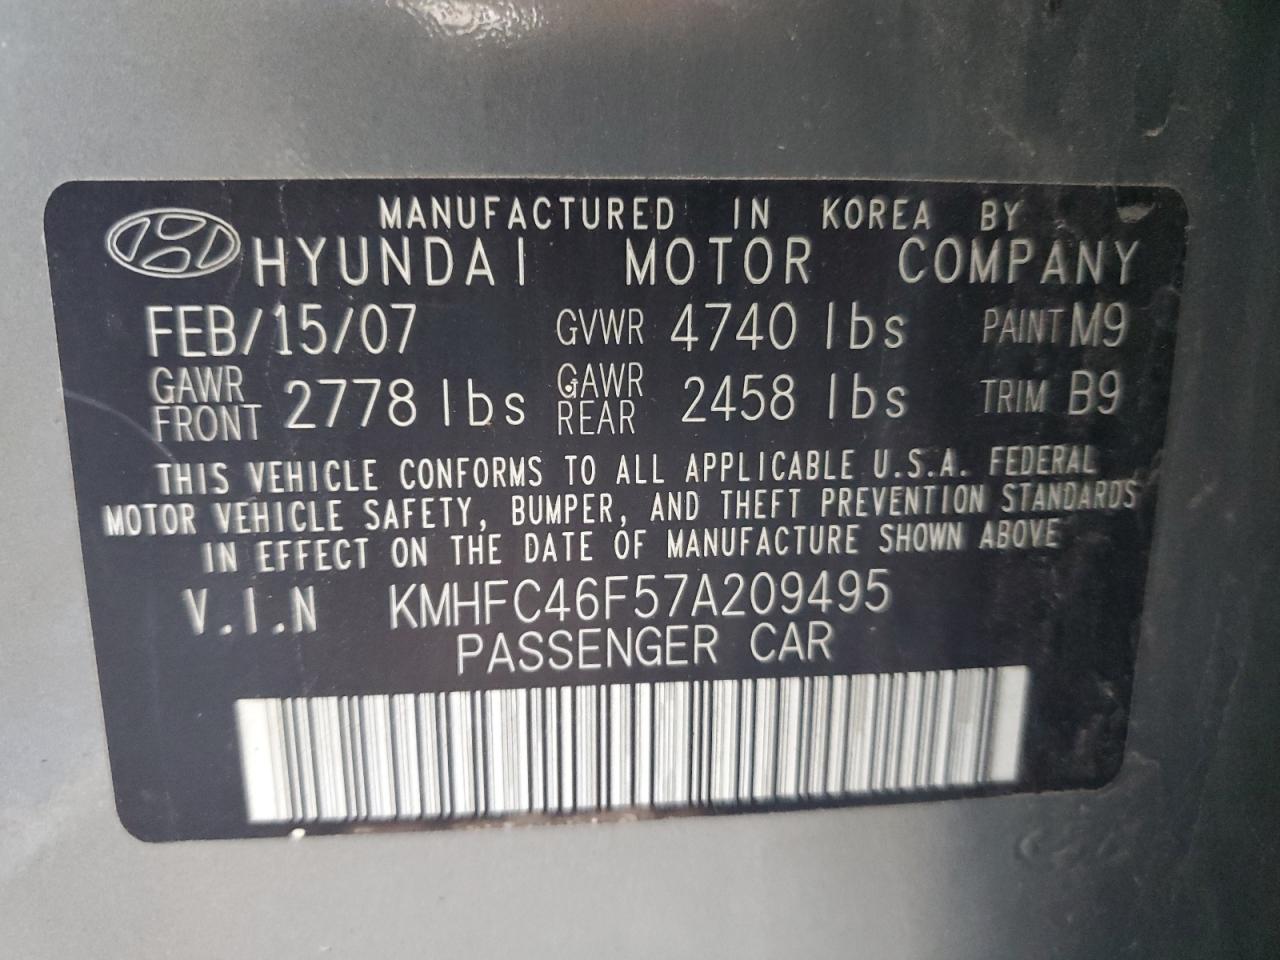 MANUFACTURED IN KOREA BY
HYUNDAI MOTOR COMPANY
FEB/15/07 GVWR 4740 lbs PAINT M9
GAWR FRONT 2778 lbs GAWR REAR 2458 lbs TRIM B9
THIS VEHICLE CONFORMS TO ALL APPLICABLE U.S.A. FEDERAL
MOTOR VEHICLE SAFETY, BUMPER, AND THEFT PREVENTION STANDARDS
IN EFFECT ON THE DATE OF MANUFACTURE SHOWN ABOVE
V.I.N KMHFC46F57A209495
PASSENGER CAR